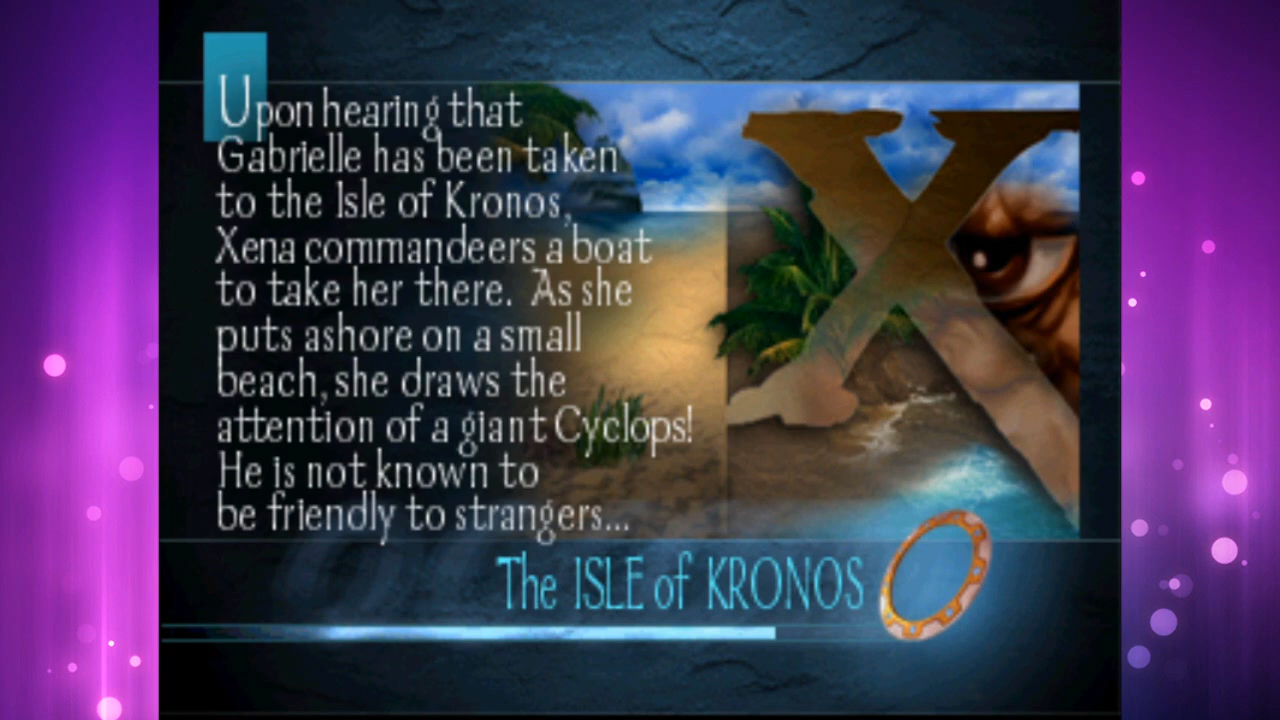 Upon hearing that
Gabrielle has been taken
to the Isle of Kronos,
Xena commandeers a boat
to take her there. As she
puts ashore on a small
beach, she draws the
attention of a giant Cyclops!
He is not known to
be friendly to strangers...
X
The ISLE of KRONOS